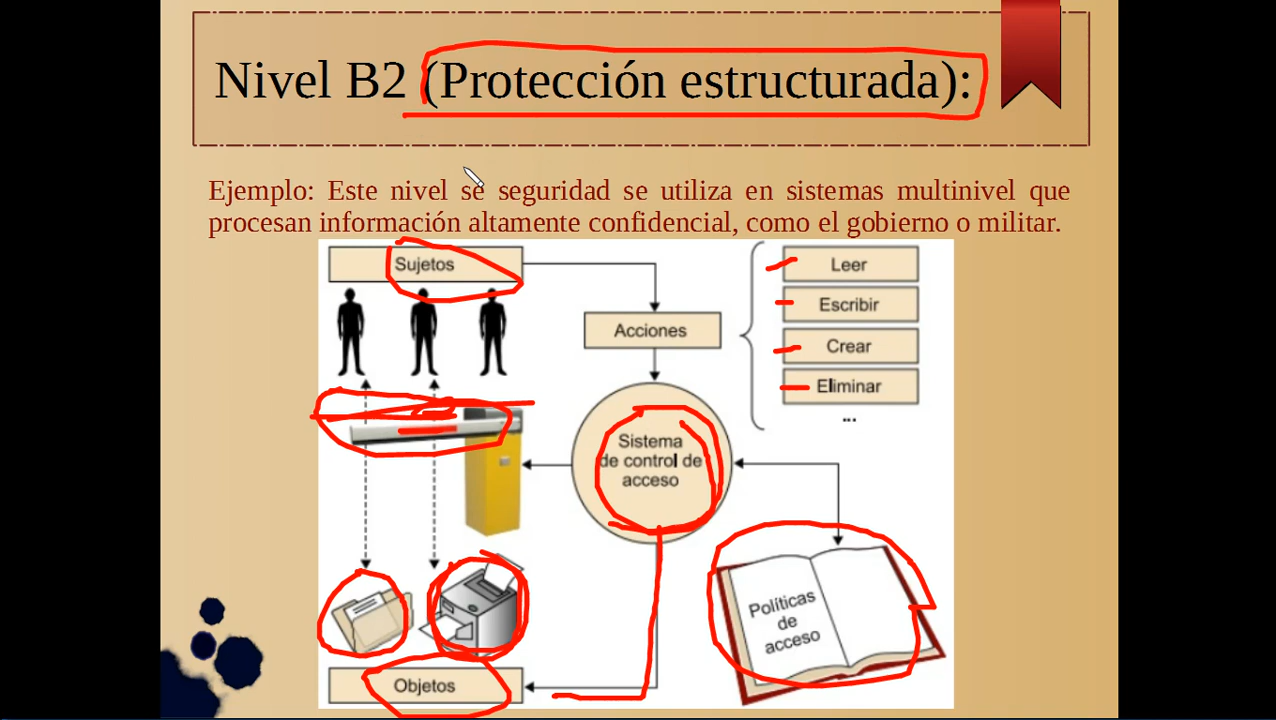 Nivel B2 (Protección estructurada):
Ejemplo: Este nivel se seguridad se utiliza en sistemas multinivel que
procesan información altamente confidencial, como el gobierno o militar.
Sujetos
Acciones
Leer
Escribir
Crear
Eliminar
...
Sistema
de control de
acceso
Políticas
de
acceso
Objetos